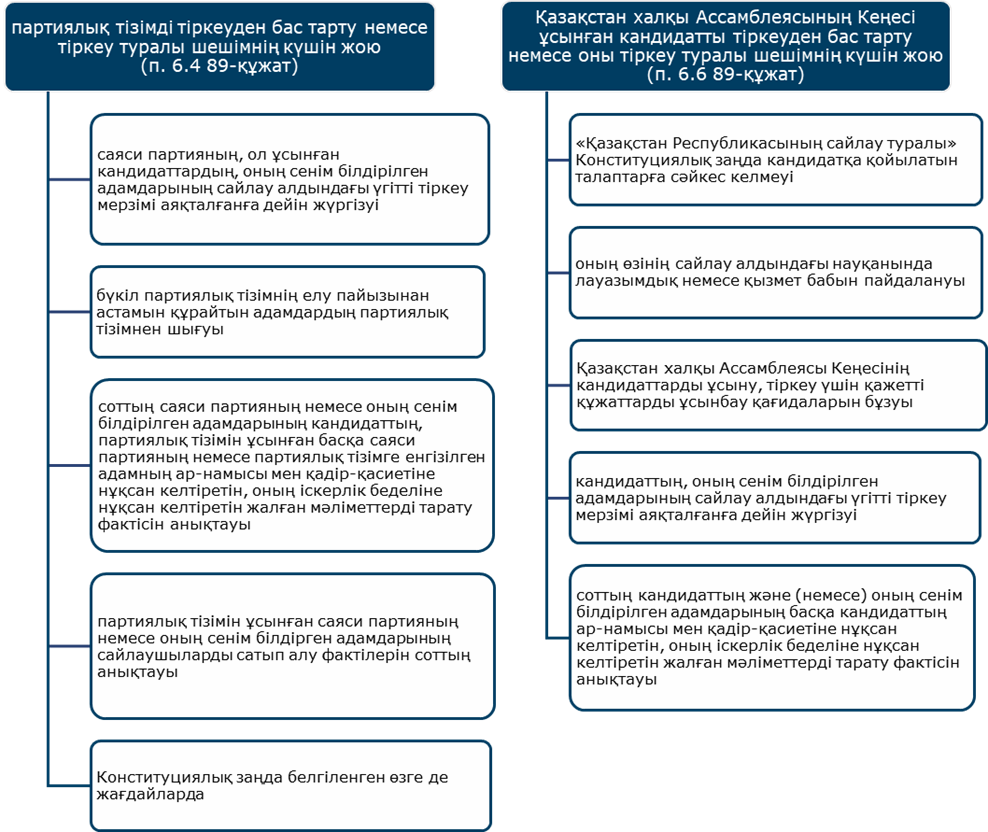 партиялық тізімді тіркеуден бас тарту немесе
тіркеу туралы шешімнің күшін жою
(п. 6.4 89-құжат)
саяси партияның, ол ұсынған
кандидаттардың, оның сенім білдірілген
адамдарының сайлау алдындағы үгітті тіркеу
мерзімі аяқталғанға дейін жүргізуі
бүкіл партиялық тізімнің елу пайызынан
астамын құрайтын адамдардың партиялық
тізімнен шығуы
соттың саяси партияның немесе оның сенім
білдірілген адамдарының кандидаттың,
партиялық тізімін ұсынған басқа саяси
партияның немесе партиялық тізімге енгізілген
адамның ар-намысы мен қадір-қасиетіне
нұқсан келтіретін, оның іскерлік беделіне
нұқсан келтіретін жалған мәліметтерді тарату
фактісін анықтауы
партиялық тізімін ұсынған саяси партияның
немесе оның сенім білдірген адамдарының
сайлаушыларды сатып алу фактілерін соттың
анықтауы
Конституциялық заңда белгіленген өзге де
жағдайларда
Қазақстан халқы Ассамблеясының Кеңесі
ұсынған кандидатты тіркеуден бас тарту
немесе оны тіркеу туралы шешімнің күшін жою
(п. 6.6 89-құжат)
«Қазақстан Республикасының сайлау туралы»
Конституциялық заңда кандидатқа қойылатын
талаптарға сәйкес келмеуі
оның өзінің сайлау алдындағы науқанында
лауазымдық немесе қызмет бабын пайдалануы
Қазақстан халқы Ассамблеясы Кеңесінің
кандидаттарды ұсыну, тіркеу үшін қажетті
құжаттарды ұсынбау қағидаларын бұзуы
кандидаттың, оның сенім білдірілген
адамдарының сайлау алдындағы үгітті тіркеу
мерзімі аяқталғанға дейін жүргізуі
соттың кандидаттың және (немесе) оның сенім
білдірілген адамдарының басқа кандидаттың
ар-намысы мен қадір-қасиетіне нұқсан
келтіретін, оның іскерлік беделіне нұқсан
келтіретін жалған мәліметтерді тарату фактісін
анықтауы